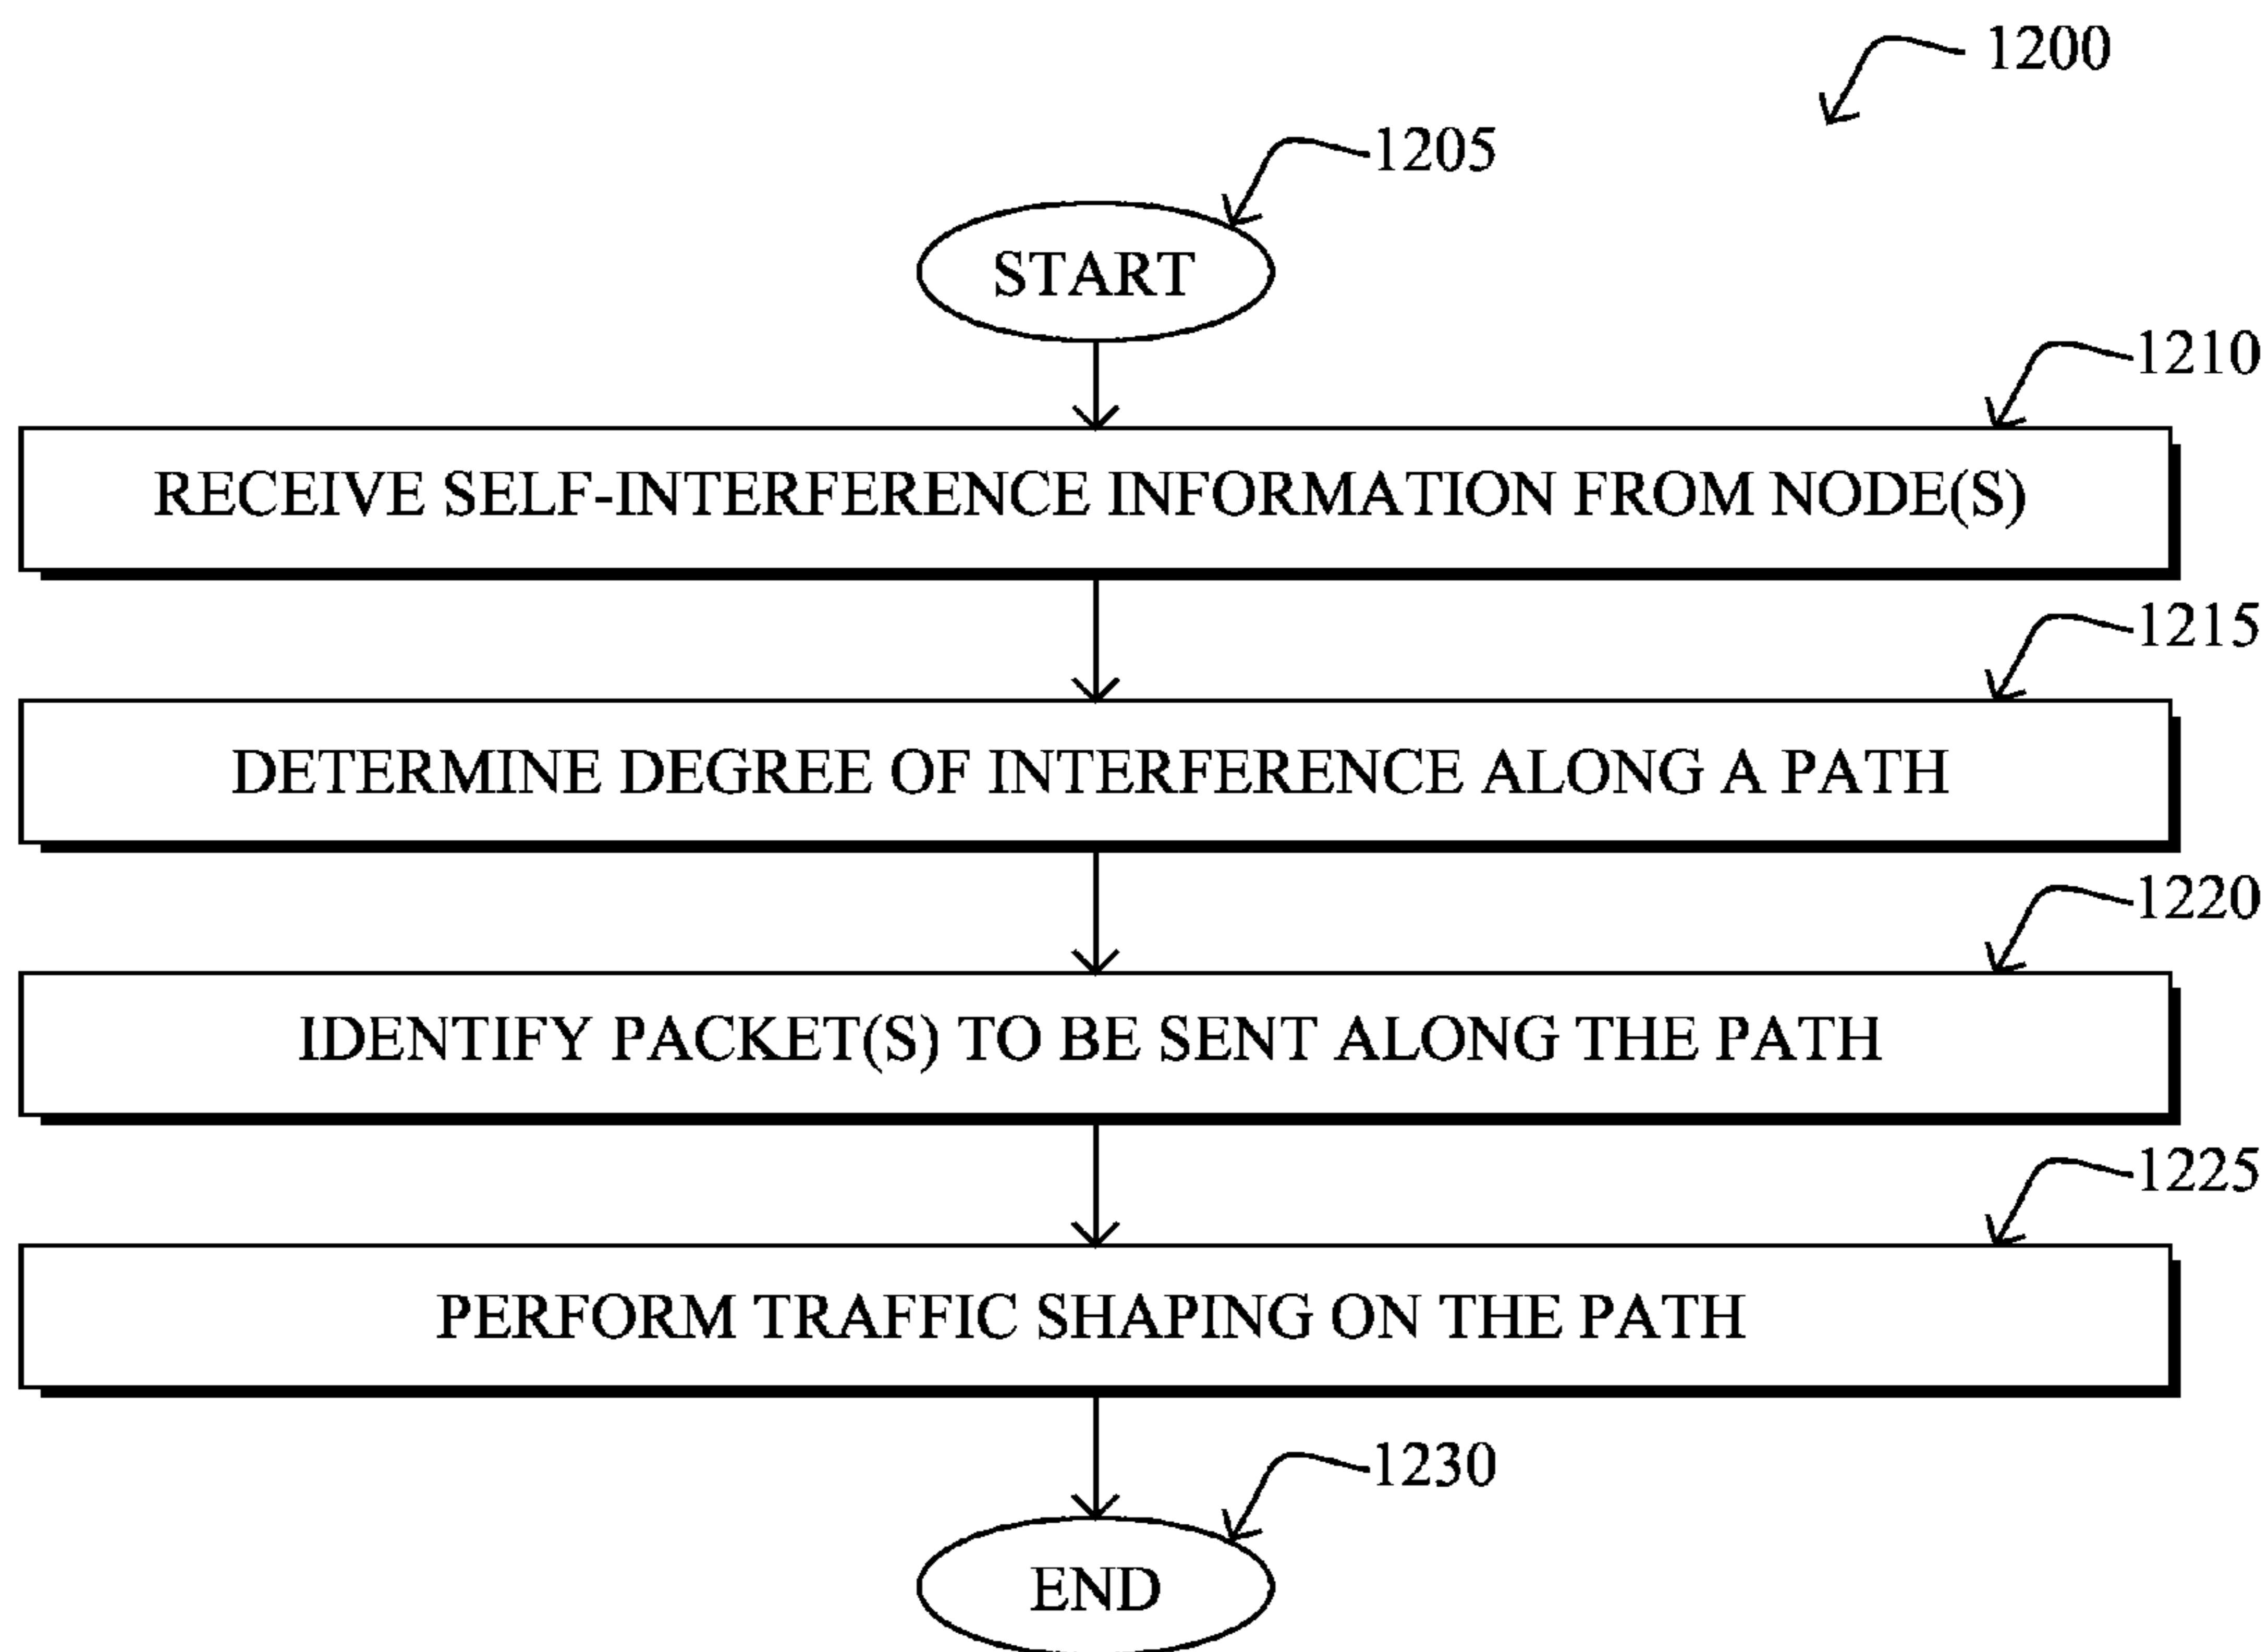 1200
1205
START
1210
RECEIVE SELF-INTERFERENCE INFORMATION FROM NODE(S)
1215
DETERMINE DEGREE OF INTERFERENCE ALONG A PATH
1220
IDENTIFY PACKET(S) TO BE SENT ALONG THE PATH
1225
PERFORM TRAFFIC SHAPING ON THE PATH
1230
END